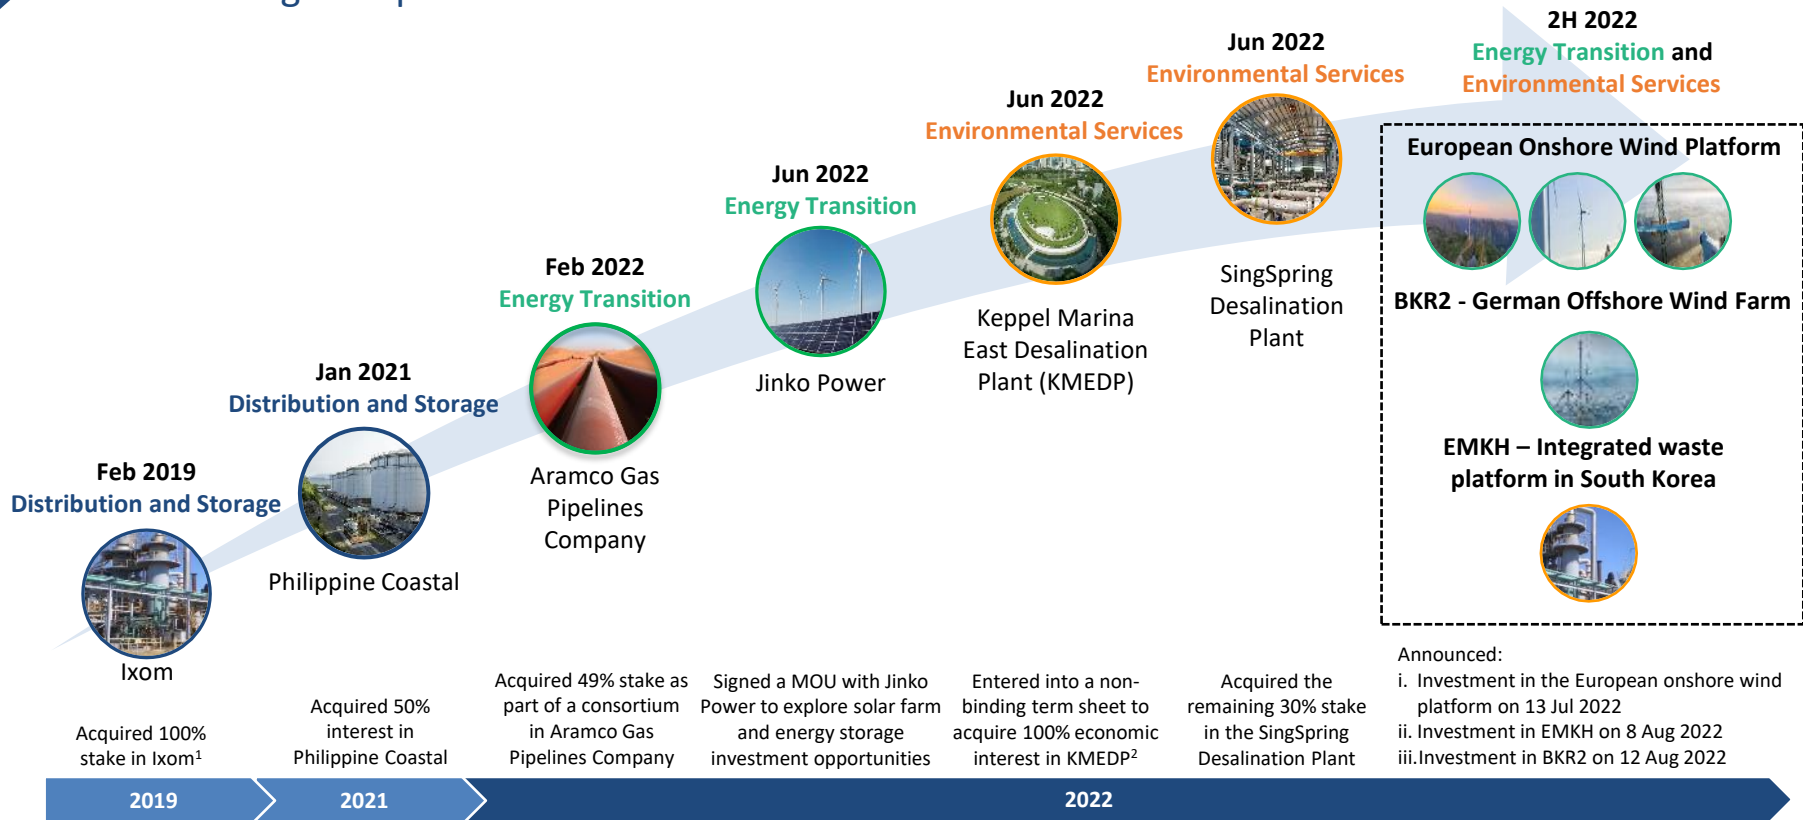 Feb 2019
Distribution and Storage
Ixom
Acquired 100%
stake in Ixom1
Jan 2021
Distribution and Storage
Philippine Coastal
Acquired 50%
interest in
Philippine Coastal
Feb 2022
Energy Transition
Aramco Gas
Pipelines
Company
Acquired 49% stake as
part of a consortium
in Aramco Gas
Pipelines Company
Jun 2022
Energy Transition
Jinko Power
Signed a MOU with Jinko
Power to explore solar farm
and energy storage
investment opportunities
Jun 2022
Environmental Services
Keppel Marina
East Desalination
Plant (KMEDP)
Entered into a non-
binding term sheet to
acquire 100% economic
interest in KMEDP2
Jun 2022
Environmental Services
SingSpring
Desalination
Plant
Acquired the
remaining 30% stake
in the SingSpring
Desalination Plant
2H 2022
Energy Transition and
Environmental Services
European Onshore Wind Platform
BKR2 - German Offshore Wind Farm
EMKH – Integrated waste
platform in South Korea
Announced:
i. Investment in the European onshore wind
platform on 13 Jul 2022
ii. Investment in EMKH on 8 Aug 2022
iii.Investment in BKR2 on 12 Aug 2022
2019
2021
2022